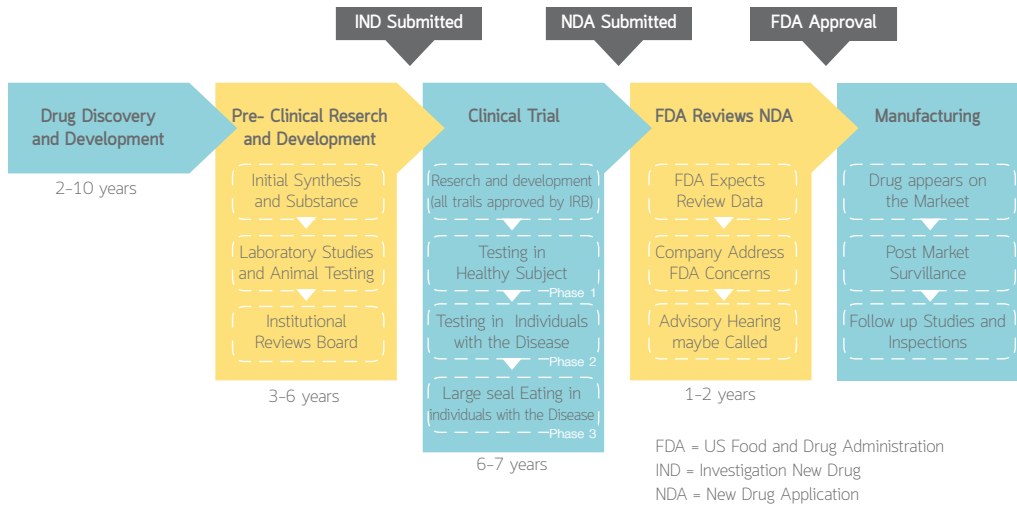 IND Submitted
NDA Submitted
FDA Approval
Drug Discovery
and Development
2-10 years
Pre- Clinical Reserch
and Development
Initial Synthesis
and Substance
Laboratory Studies
and Animal Testing
Institutional
Reviews Board
3-6 years
Clinical Trial
Reserch and development
(all trails approved by IRB)
Testing in
Healthy Subject
Phase 1
Testing in Individuals
with the Disease
Phase 2
Large seal Eating in
individuals with the Disease
Phase 3
6-7 years
FDA Reviews NDA
FDA Expects
Review Data
Company Address
FDA Concerns
Advisory Hearing
maybe Called
1-2 years
Manufacturing
Drug appears on
the Markeet
Post Market
Survillance
Follow up Studies and
Inspections
FDA = US Food and Drug Administration
IND = Investigation New Drug
NDA = New Drug Application